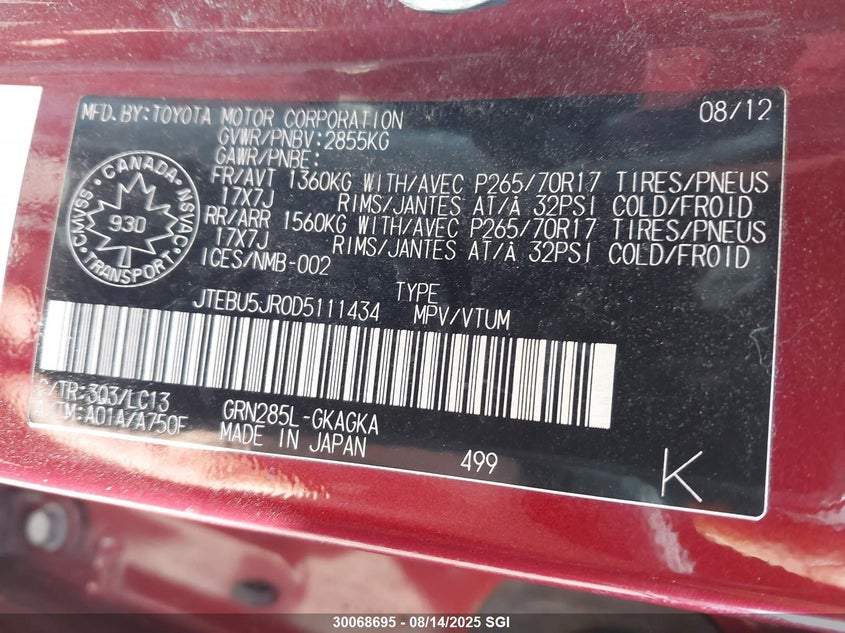 MFD.BY:TOYOTA MOTOR CORPORATION 08/12
GVWR/PNBV:2855KG
GAWR/PNBE:
FR/AVT 1360KG WITH/AVEC P265/70R17 TIRES/PNEUS
17X7J RIMS/JANTES AT/À 32PSI COLD/FROID
RR/ARR 1560KG WITH/AVEC P265/70R17 TIRES/PNEUS
17X7J RIMS/JANTES AT/À 32PSI COLD/FROID
ICES/NMB-002
CANADA
CMVSS 930 NSVAC
TRANSPORT
JTEBU5JR0D5111434 TYPE
MPV/VTUM
C/TR:3Q3/LC13
A01A/A750F
GRN285L-GKAGKA
MADE IN JAPAN
499
K
30068695 - 08/14/2025 SGI